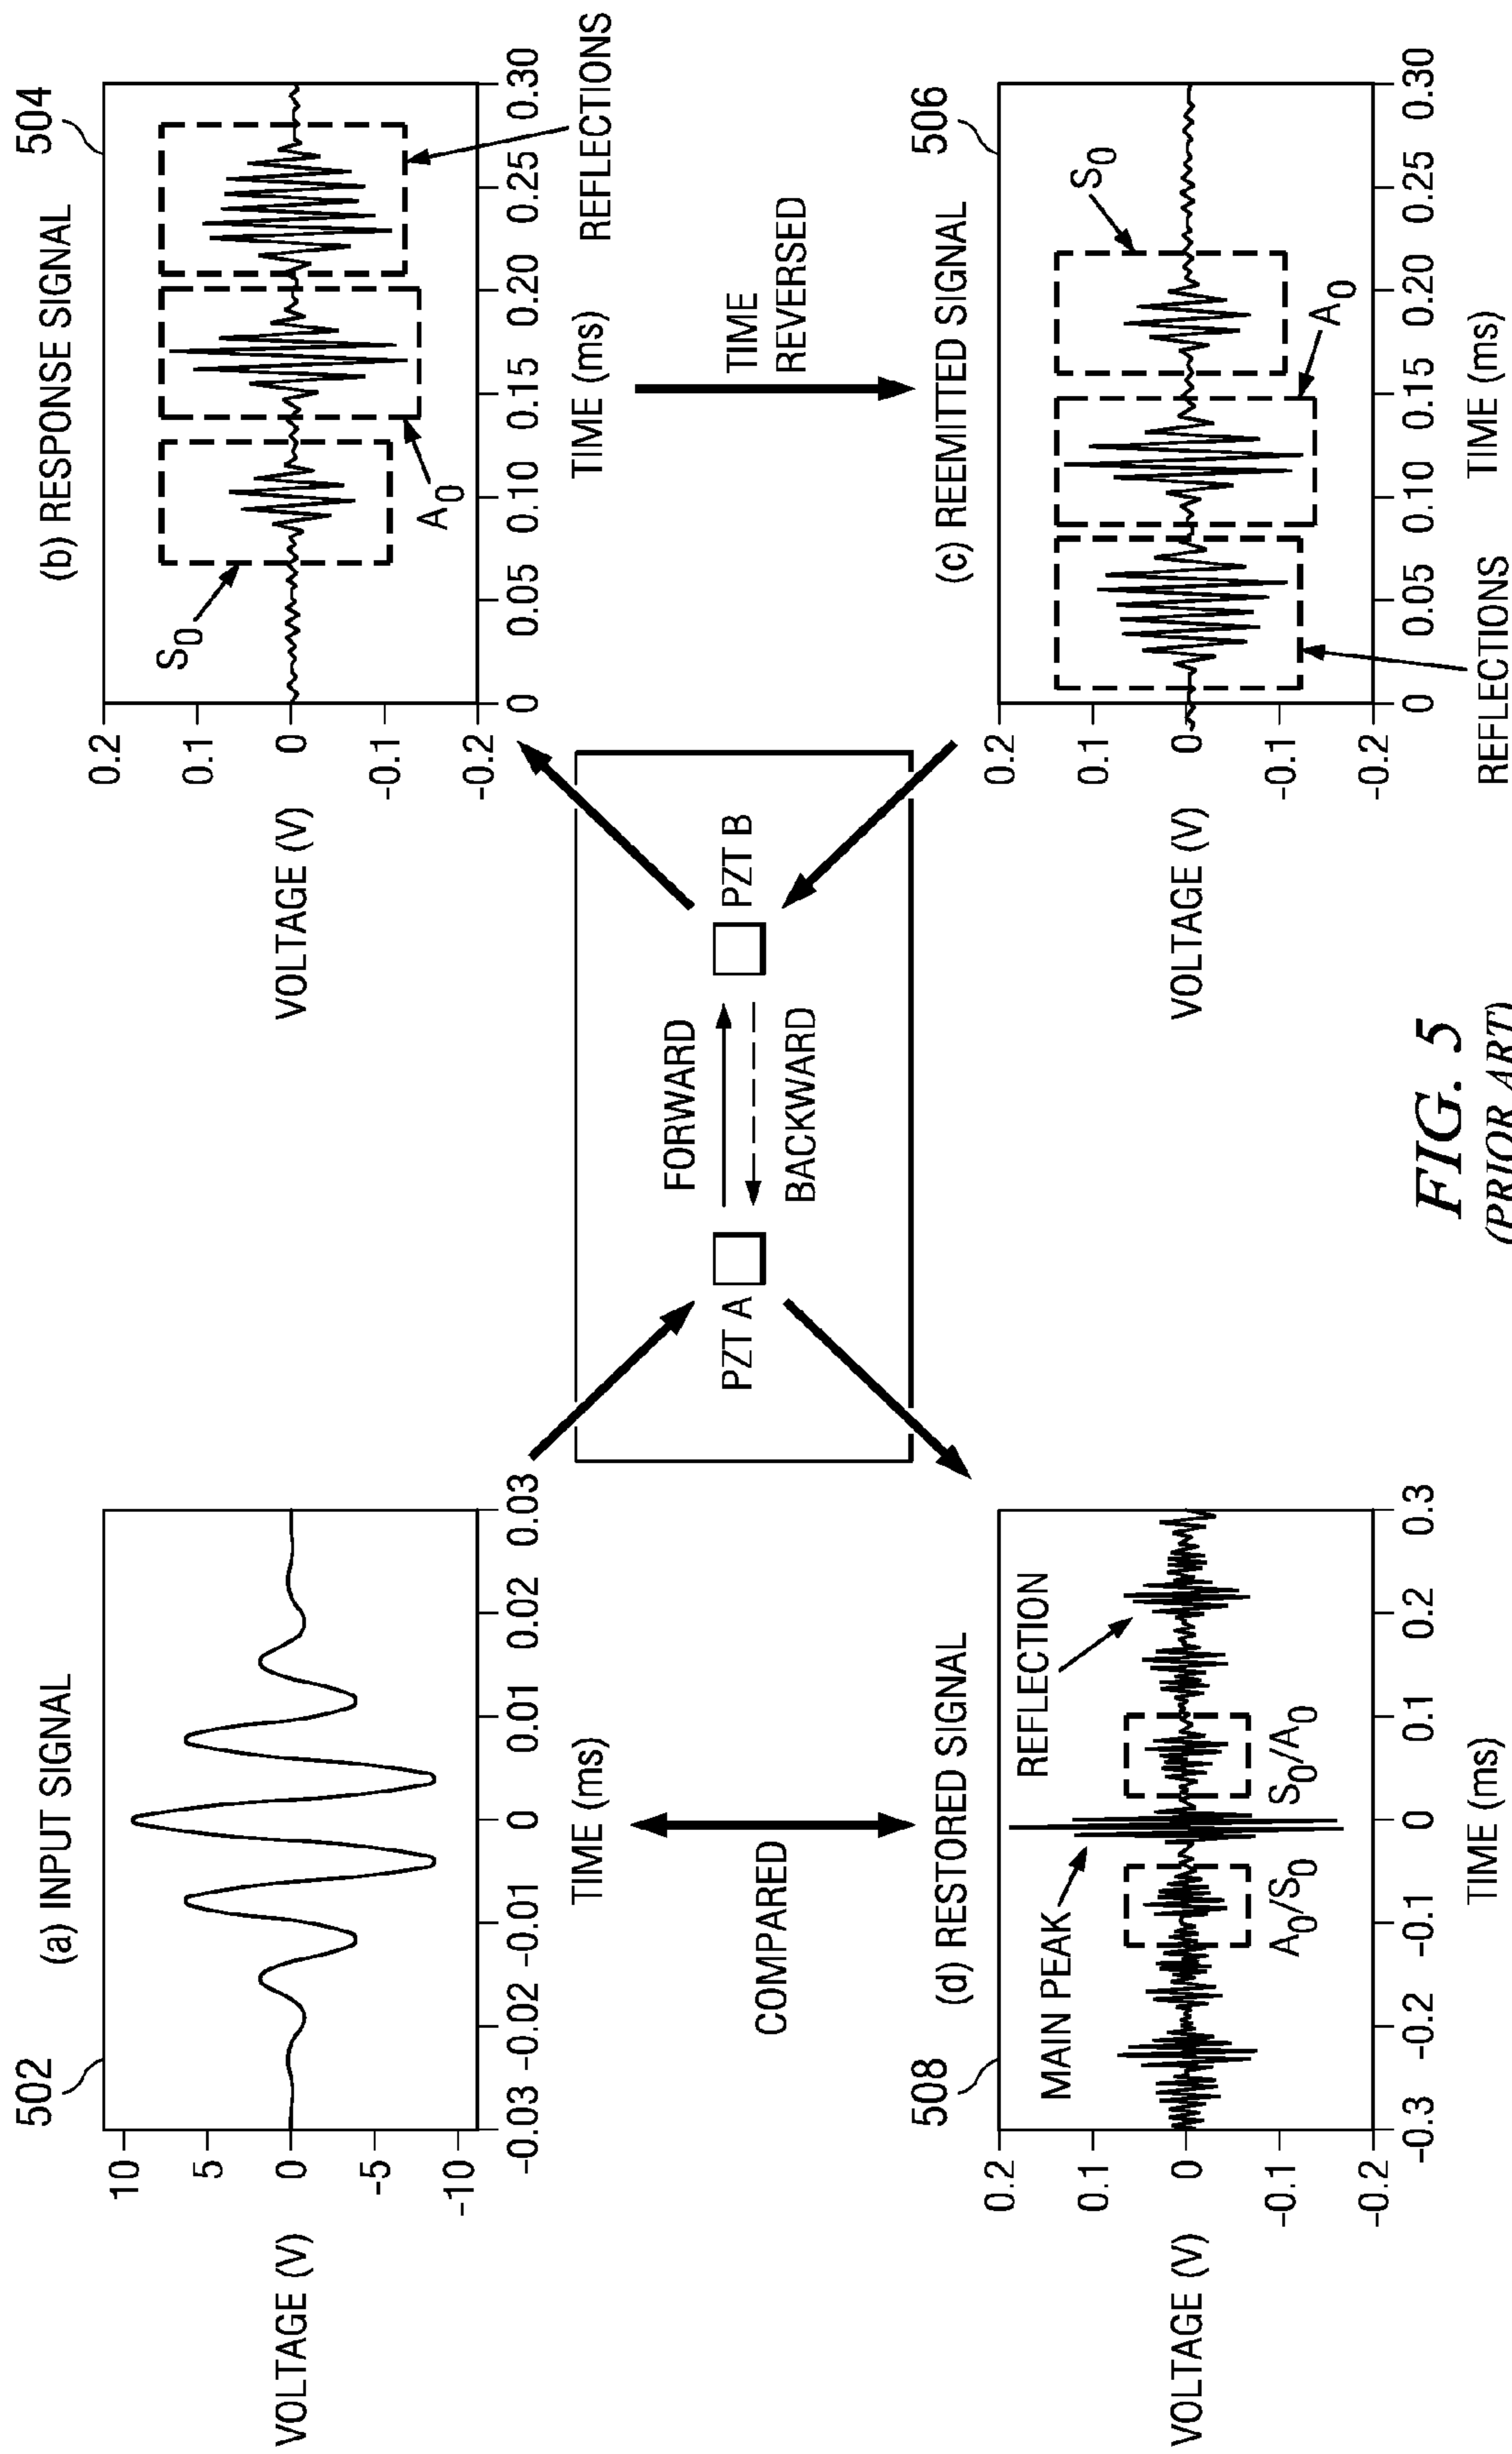 502
(a) INPUT SIGNAL
VOLTAGE (V)
10
5
0
-5
-10
-0.03 -0.02 -0.01 0 0.01 0.02 0.03
TIME (ms)
504
(b) RESPONSE SIGNAL
VOLTAGE (V)
0.2
0.1
0
-0.1
-0.2
S0
A0
REFLECTIONS
0 0.05 0.10 0.15 0.20 0.25 0.30
TIME (ms)
FORWARD
PZT A
PZT B
BACKWARD
COMPARED
TIME
REVERSED
508
(d) RESTORED SIGNAL
VOLTAGE (V)
0.2
0.1
0
-0.1
-0.2
MAIN PEAK
REFLECTION
A0/S0
S0/A0
-0.3 -0.2 -0.1 0 0.1 0.2 0.3
TIME (ms)
506
(c) REEMITTED SIGNAL
VOLTAGE (V)
0.2
0.1
0
-0.1
-0.2
S0
A0
0 0.05 0.10 0.15 0.20 0.25 0.30
REFLECTIONS
TIME (ms)
FIG. 5
(PRIOR ART)